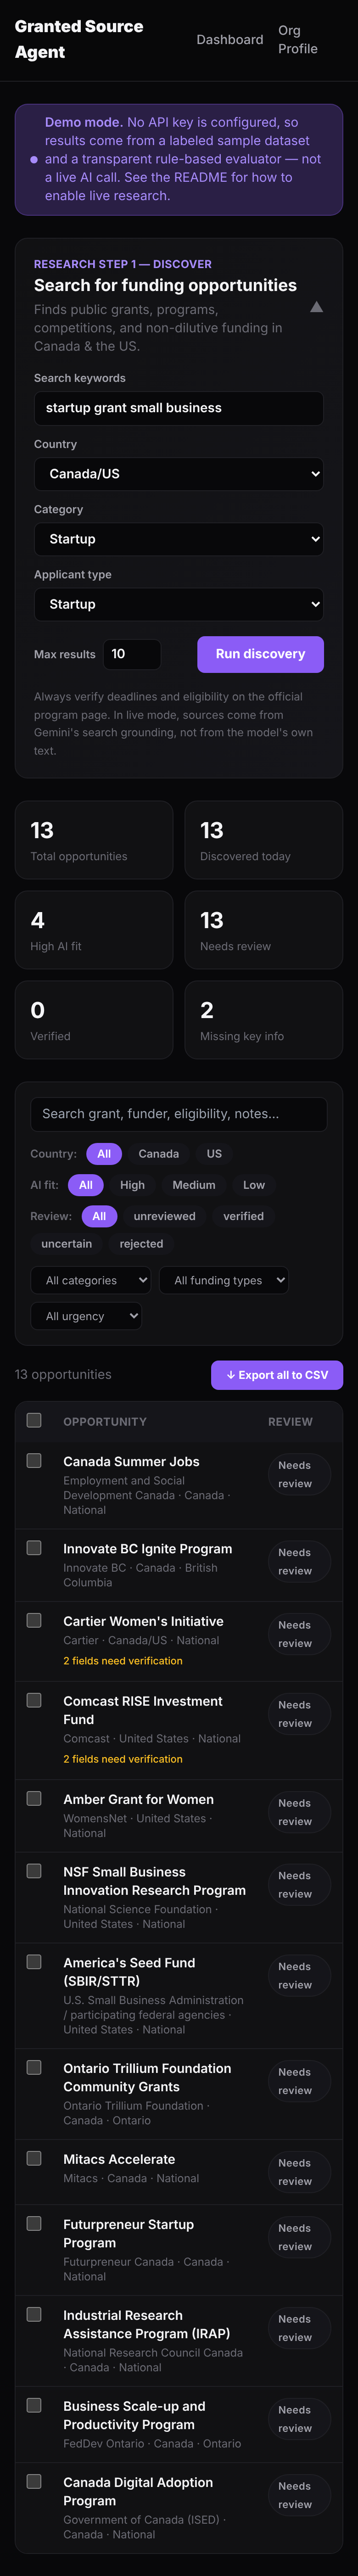 Granted Source
Agent
Dashboard
Org
Profile
Demo mode. No API key is configured, so
results come from a labeled sample dataset
and a transparent rule-based evaluator — not
a live AI call. See the README for how to
enable live research.
RESEARCH STEP 1 — DISCOVER
Search for funding opportunities
Finds public grants, programs,
competitions, and non-dilutive funding in
Canada & the US.
Search keywords
startup grant small business
Country
Canada/US
Category
Startup
Applicant type
Startup
Max results
10
Run discovery
Always verify deadlines and eligibility on the official
program page. In live mode, sources come from
Gemini's search grounding, not from the model's own
text.
13
Total opportunities
13
Discovered today
4
High AI fit
13
Needs review
0
Verified
2
Missing key info
Search grant, funder, eligibility, notes...
Country: All Canada US
AI fit: All High Medium Low
Review: All unreviewed verified
uncertain rejected
All categories All funding types
All urgency
13 opportunities
↓ Export all to CSV
OPPORTUNITY REVIEW
Canada Summer Jobs
Employment and Social
Development Canada · Canada ·
National
Needs
review
Innovate BC Ignite Program
Innovate BC · Canada · British
Columbia
Needs
review
Cartier Women's Initiative
Cartier · Canada/US · National
2 fields need verification
Needs
review
Comcast RISE Investment
Fund
Comcast · United States · National
2 fields need verification
Needs
review
Amber Grant for Women
WomensNet · United States ·
National
Needs
review
NSF Small Business
Innovation Research Program
National Science Foundation ·
United States · National
Needs
review
America's Seed Fund
(SBIR/STTR)
U.S. Small Business Administration
/ participating federal agencies ·
United States · National
Needs
review
Ontario Trillium Foundation
Community Grants
Ontario Trillium Foundation ·
Canada · Ontario
Needs
review
Mitacs Accelerate
Mitacs · Canada · National
Needs
review
Futurpreneur Startup
Program
Futurpreneur Canada · Canada ·
National
Needs
review
Industrial Research
Assistance Program (IRAP)
National Research Council Canada
· Canada · National
Needs
review
Business Scale-up and
Productivity Program
FedDev Ontario · Canada · Ontario
Needs
review
Canada Digital Adoption
Program
Government of Canada (ISED) ·
Canada · National
Needs
review